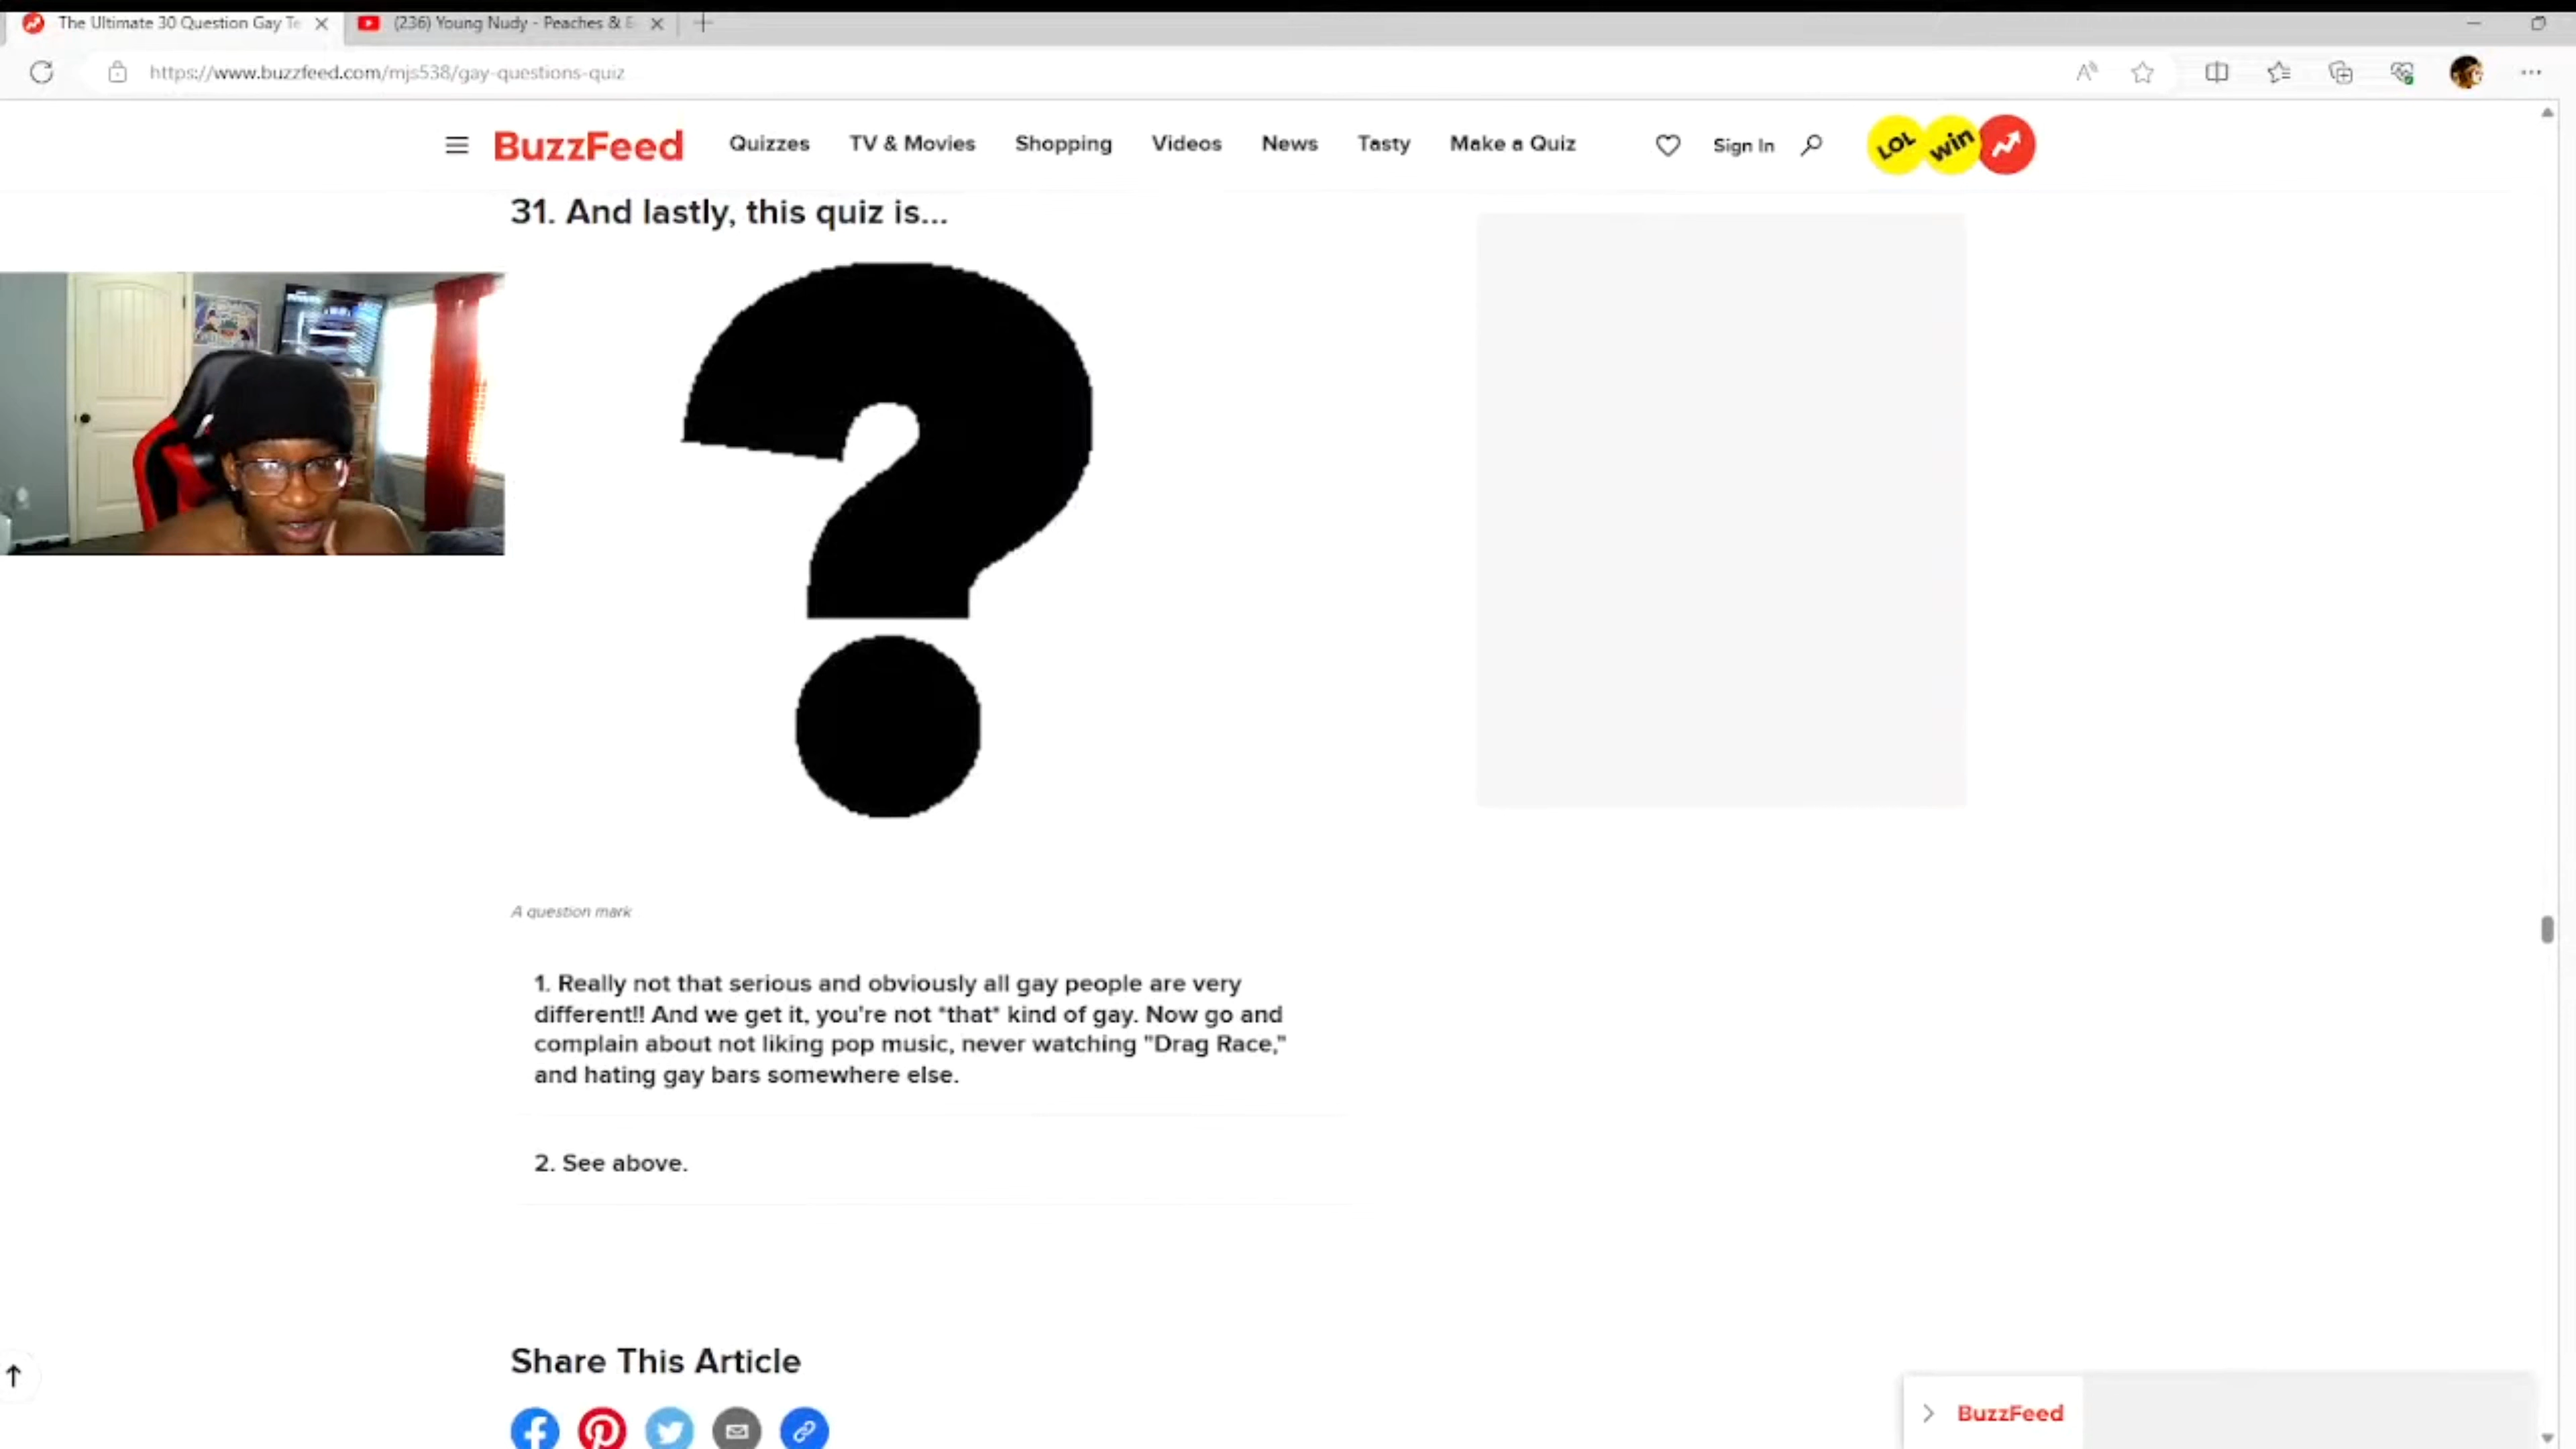 The Ultimate 30 Question Gay Te
(236) Young Nudy - Peaches & E
https://www.buzzfeed.com/mjs538/gay-questions-quiz
BuzzFeed
Quizzes
TV & Movies
Shopping
Videos
News
Tasty
Make a Quiz
Sign In
LOL
win
31. And lastly, this quiz is...
A question mark
1. Really not that serious and obviously all gay people are very
different!! And we get it, you're not *that* kind of gay. Now go and
complain about not liking pop music, never watching "Drag Race,"
and hating gay bars somewhere else.
2. See above.
Share This Article
BuzzFeed